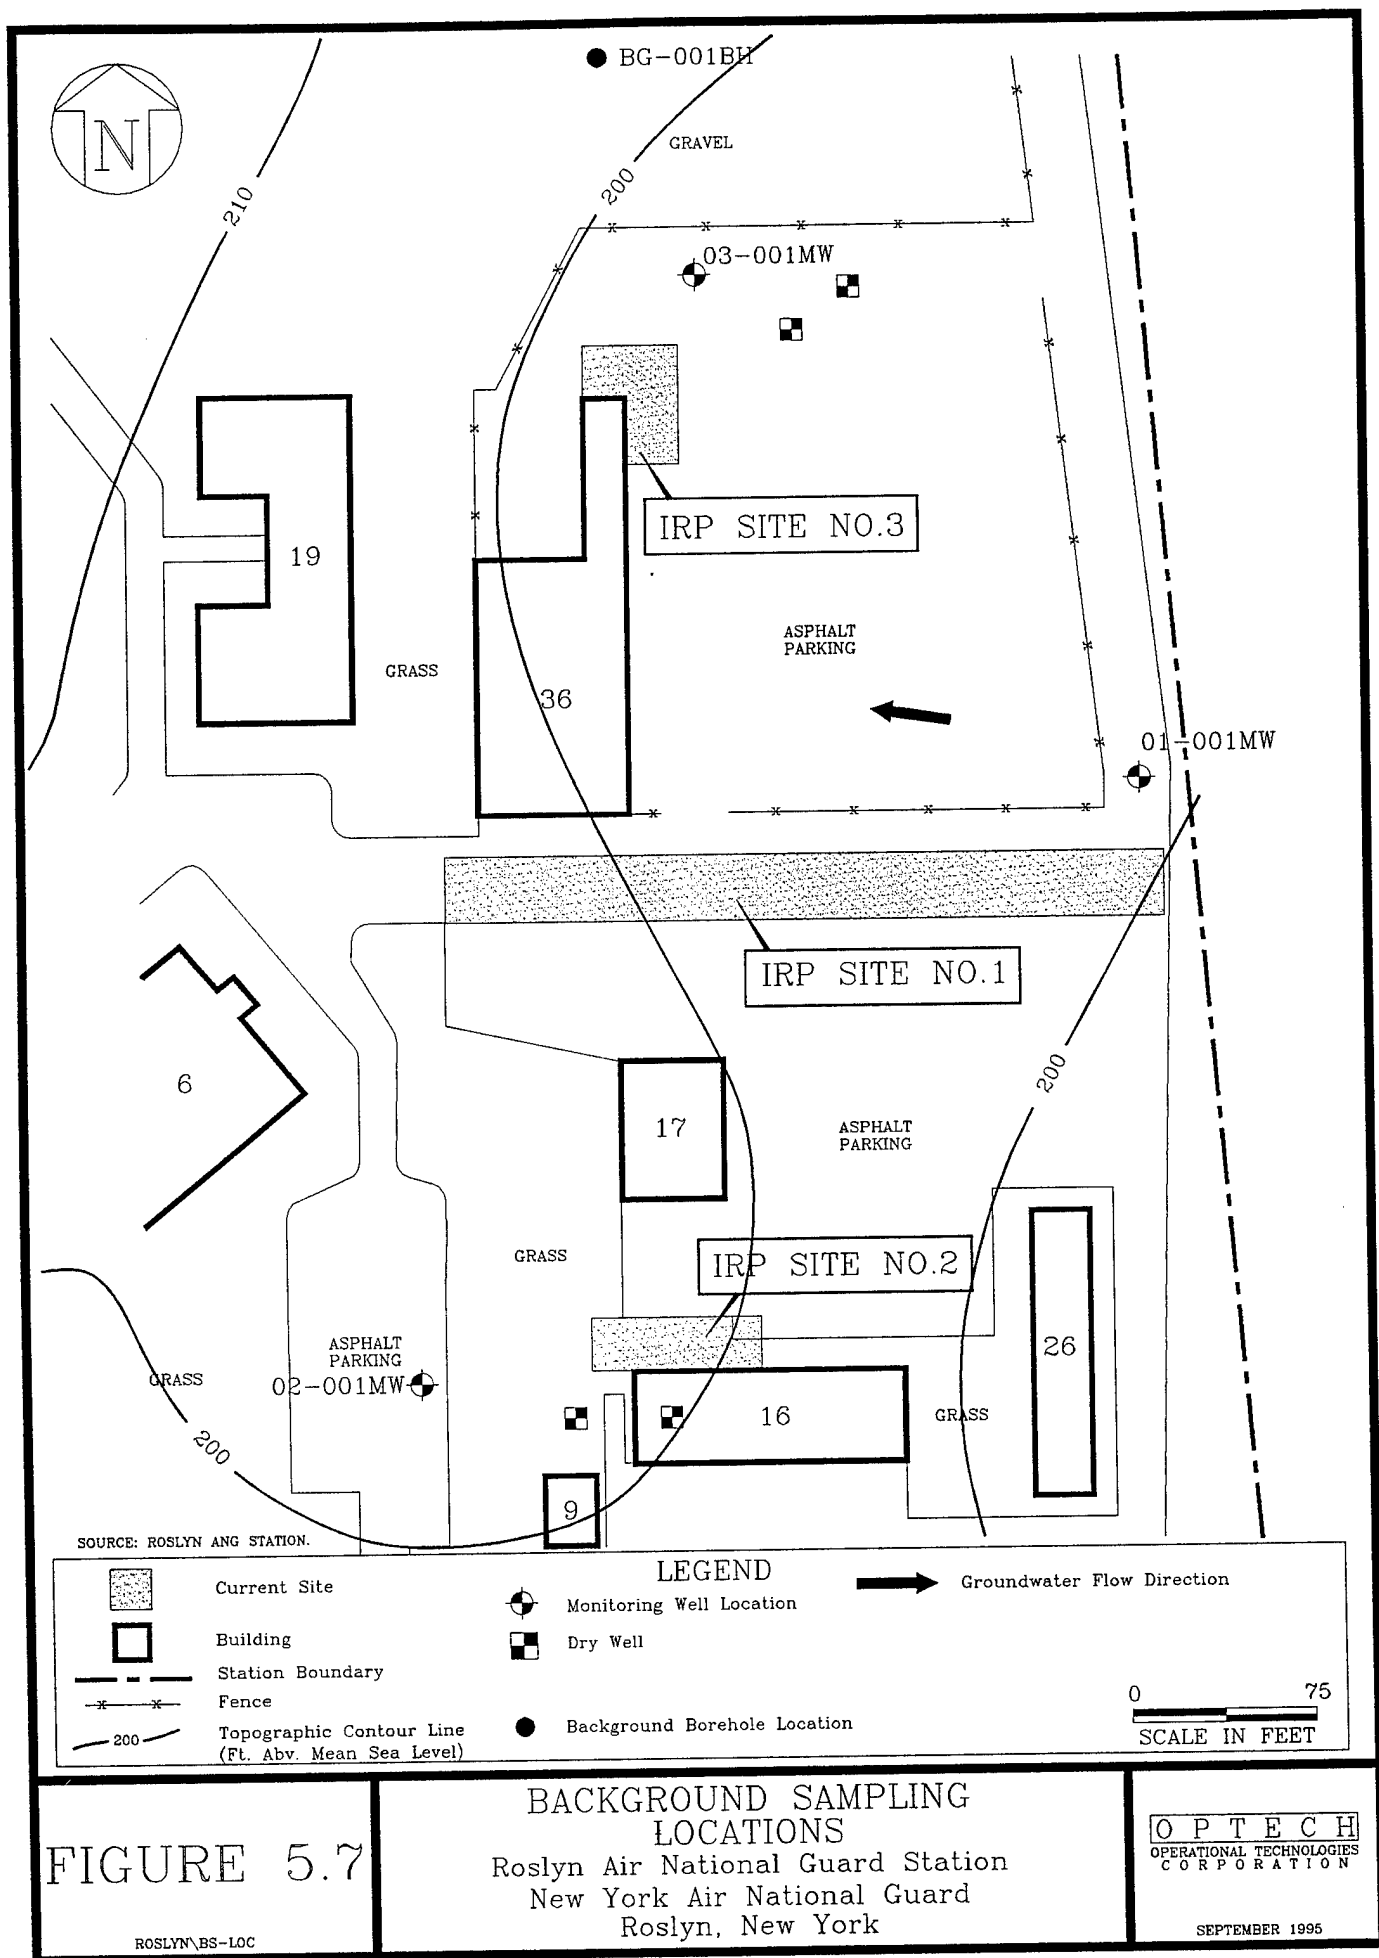 BG-001BH
N
GRAVEL
210
200
03-001MW
IRP SITE NO.3
19
ASPHALT
PARKING
GRASS
36
01-001MW
IRP SITE NO.1
200
6
17
ASPHALT
PARKING
GRASS
IRP SITE NO.2
ASPHALT
PARKING
26
GRASS
02-001MW
16
GRASS
200
9
SOURCE: ROSLYN ANG STATION.
LEGEND
Current Site
Building
Station Boundary
Fence
200
Topographic Contour Line
(Ft. Abv. Mean Sea Level)
Monitoring Well Location
Dry Well
Background Borehole Location
Groundwater Flow Direction
0 75
SCALE IN FEET
FIGURE 5.7
ROSLYN\BS-LOC
BACKGROUND SAMPLING
LOCATIONS
Roslyn Air National Guard Station
New York Air National Guard
Roslyn, New York
OPTECH
OPERATIONAL TECHNOLOGIES
CORPORATION
SEPTEMBER 1995